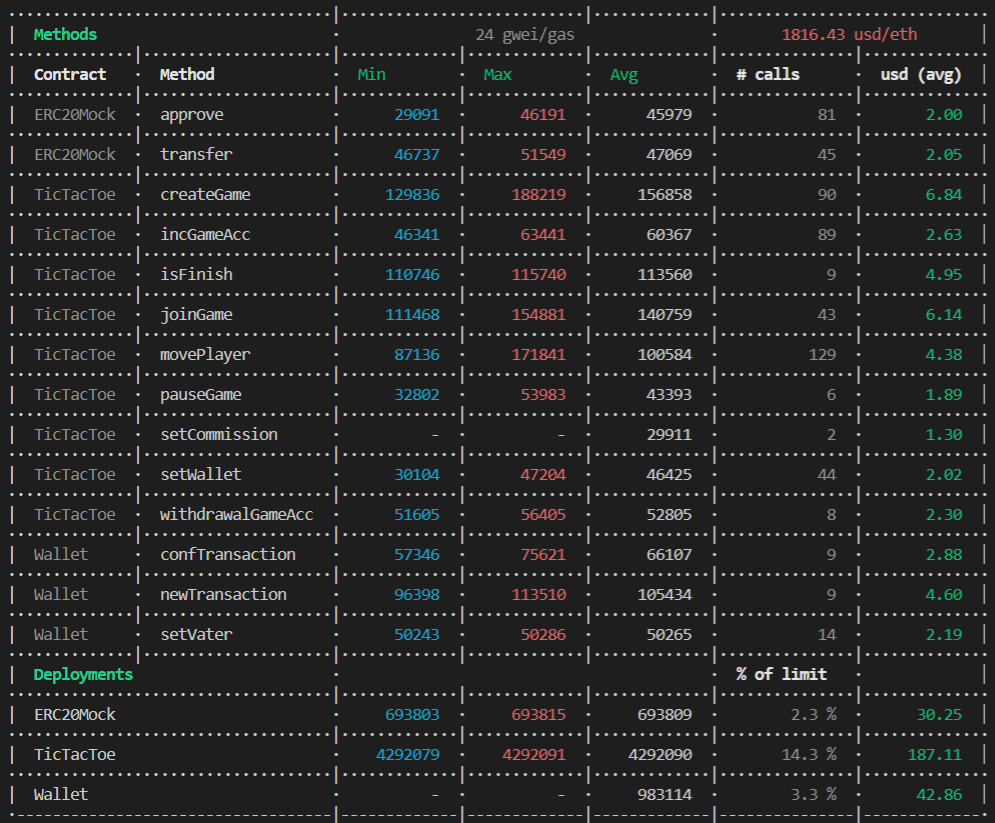 Methods 24 gwei/gas 1816.43 usd/eth
Contract Method Min Max Avg # calls usd (avg)
ERC20Mock approve 29091 46191 45979 81 2.00
ERC20Mock transfer 46737 51549 47069 45 2.05
TicTacToe createGame 129836 188219 156858 90 6.84
TicTacToe incGameAcc 46341 63441 60367 89 2.63
TicTacToe isFinish 110746 115740 113560 9 4.95
TicTacToe joinGame 111468 154881 140759 43 6.14
TicTacToe movePlayer 87136 171841 100584 129 4.38
TicTacToe pauseGame 32802 53983 43393 6 1.89
TicTacToe setCommission - - 29911 2 1.30
TicTacToe setWallet 30104 47204 46425 44 2.02
TicTacToe withdrawalGameAcc 51605 56405 52805 8 2.30
Wallet confTransaction 57346 75621 66107 9 2.88
Wallet newTransaction 96398 113510 105434 9 4.60
Wallet setVater 50243 50286 50265 14 2.19
Deployments % of limit
ERC20Mock 693803 693815 693809 2.3 % 30.25
TicTacToe 4292079 4292091 4292090 14.3 % 187.11
Wallet - - 983114 3.3 % 42.86